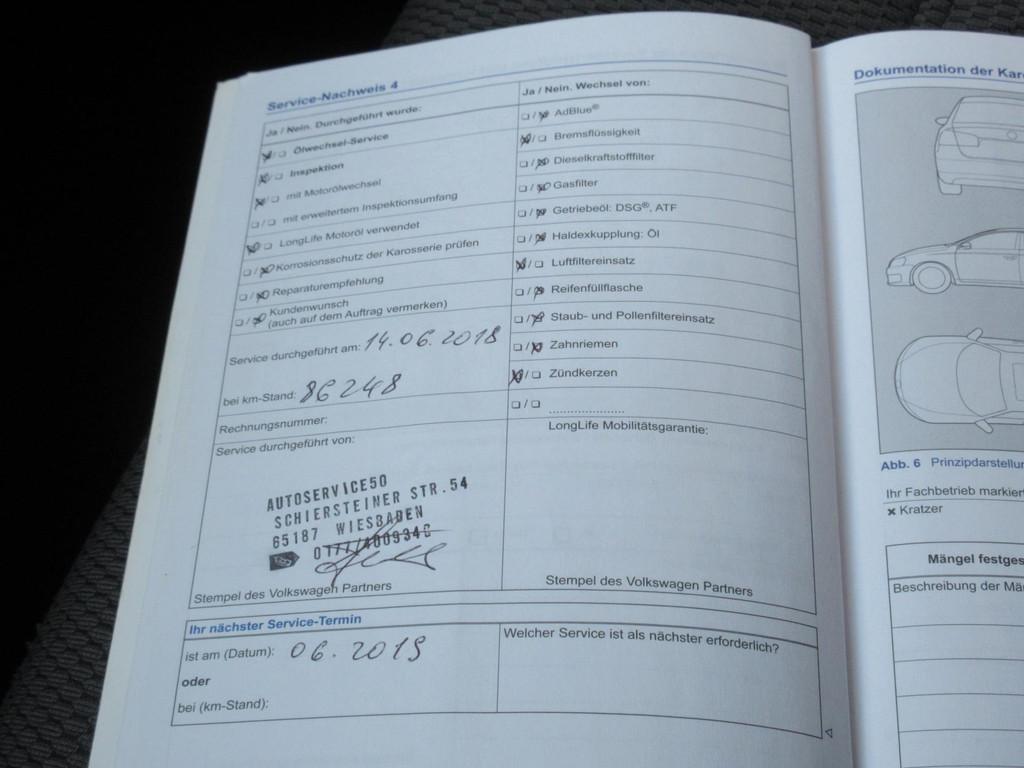 Service-Nachweis 4
Ja / Nein. Durchgeführt wurde:
Ölwechsel-Service
Inspektion
mit Motorölwechsel
mit erweitertem Inspektionsumfang
LongLife Motoröl verwendet
Korrosionsschutz der Karosserie prüfen
Reparaturempfehlung
Kundenwunsch
(auch auf dem Auftrag vermerken)
Service durchgeführt am: 14.06.2018
bei km-Stand: 86248
Rechnungsnummer:
Service durchgeführt von:
AUTOSERVICE50
SCHIERSTEINER STR.54
65187 WIESBADEN
Stempel des Volkswagen Partners
Ja / Nein. Wechsel von:
AdBlue®
Bremsflüssigkeit
Dieselkraftstofffilter
Gasfilter
Getriebeöl: DSG®, ATF
Haldexkupplung: Öl
Luftfiltereinsatz
Reifenfüllflasche
Staub- und Pollenfiltereinsatz
Zahnriemen
Zündkerzen
LongLife Mobilitätsgarantie:
Stempel des Volkswagen Partners
Ihr nächster Service-Termin
ist am (Datum): 06.2019
oder
bei (km-Stand):
Welcher Service ist als nächster erforderlich?
Dokumentation der
Abb. 6
Ihr Fachbetrieb
Kratzer
Mängel
Beschreibung der